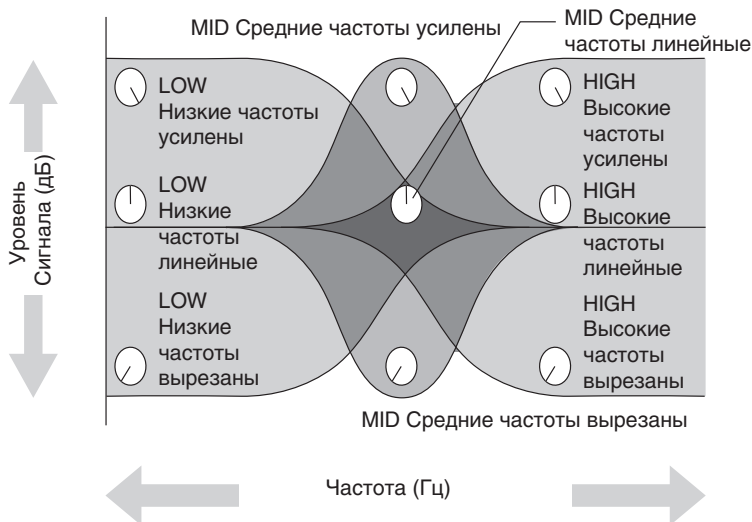 MID Средние частоты усилены
MID Средние
частоты линейные
LOW
Низкие частоты
усилены
HIGH
Высокие
частоты
усилены
Уровень
Сигнала (дБ)
LOW
Низкие
частоты
линейные
HIGH
Высокие
частоты
линейные
LOW
Низкие
частоты
вырезаны
HIGH
Высокие
частоты
вырезаны
MID Средние частоты вырезаны
Частота (Гц)